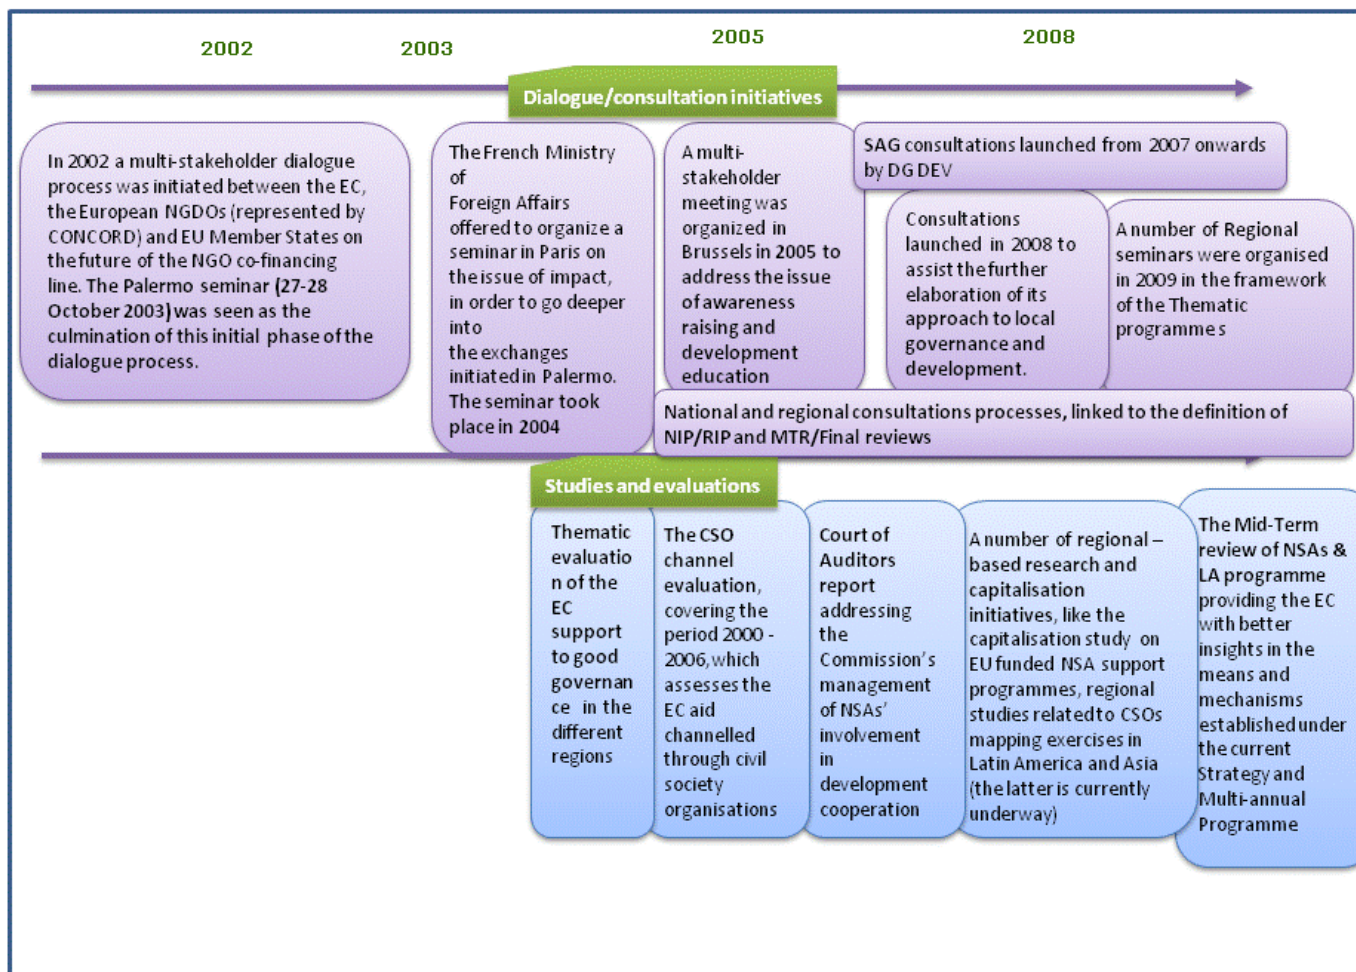 2002
2003
2005
2008
Dialogue/consultation initiatives
In 2002 a multi-stakeholder dialogue
process was initiated between the EC,
the European NGDOs (represented by
CONCORD) and EU Member States on
the future of the NGO co-financing
line. The Palermo seminar (27-28
October 2003) was seen as the
culmination of this initial phase of the
dialogue process.
The French Ministry
of
Foreign Affairs
offered to organize a
seminar in Paris on
the issue of impact,
in order to go deeper
into
the exchanges
initiated in Palermo.
The seminar took
place in 2004
A multi-
stakeholder
meeting was
organized in
Brussels in 2005 to
address the issue
of awareness
raising and
development
education
SAG consultations launched from 2007 onwards
by DG DEV
Consultations
launched in 2008 to
assist the further
elaboration of its
approach to local
governance and
development.
A number of Regional
seminars were organised
in 2009 in the framework
of the Thematic
programmes
National and regional consultations processes, linked to the definition of
NIP/RIP and MTR/Final reviews
Studies and evaluations
Thematic
evaluatio
n of the
EC
support
to good
governan
ce in the
different
regions
The CSO
channel
evaluation,
covering the
period 2000 -
2006, which
assesses the
EC aid
channelled
through civil
society
organisations
Court of
Auditors
report
addressing
the
Commission's
management
of NSAs'
involvement
in
development
cooperation
A number of regional –
based research and
capitalisation
initiatives, like the
capitalisation study on
EU funded NSA support
programmes, regional
studies related to CSOs
mapping exercises in
Latin America and Asia
(the latter is currently
underway)
The Mid-Term
review of NSAs &
LA programme
providing the EC
with better
insights in the
means and
mechanisms
established under
the current
Strategy and
Multi-annual
Programme